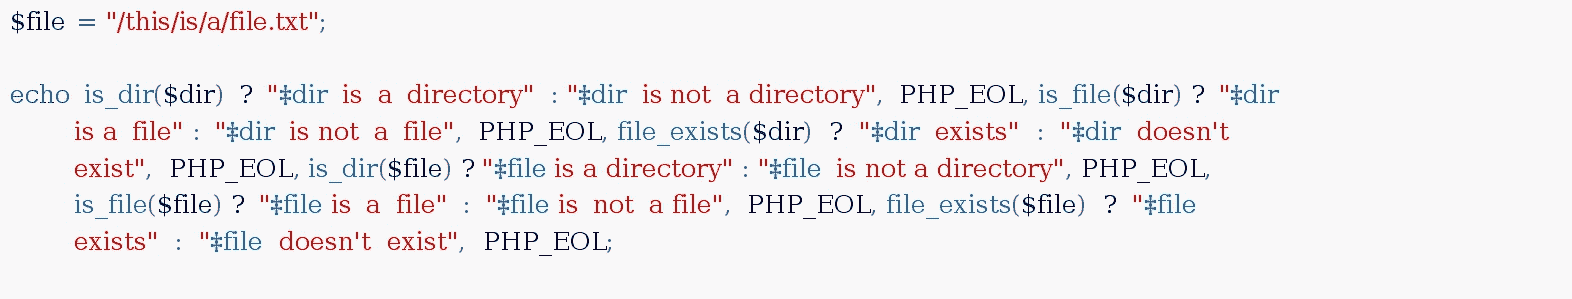 $file = "/this/is/a/file.txt";
echo is_dir($dir) ? "‡dir is a directory" : "‡dir is not a directory", PHP_EOL, is_file($dir) ? "‡dir
is a file" : "‡dir is not a file", PHP_EOL, file_exists($dir) ? "‡dir exists" : "‡dir doesn't
exist", PHP_EOL, is_dir($file) ? "‡file is a directory" : "‡file is not a directory", PHP_EOL,
is_file($file) ? "‡file is a file" : "‡file is not a file", PHP_EOL, file_exists($file) ? "‡file
exists" : "‡file doesn't exist", PHP_EOL;